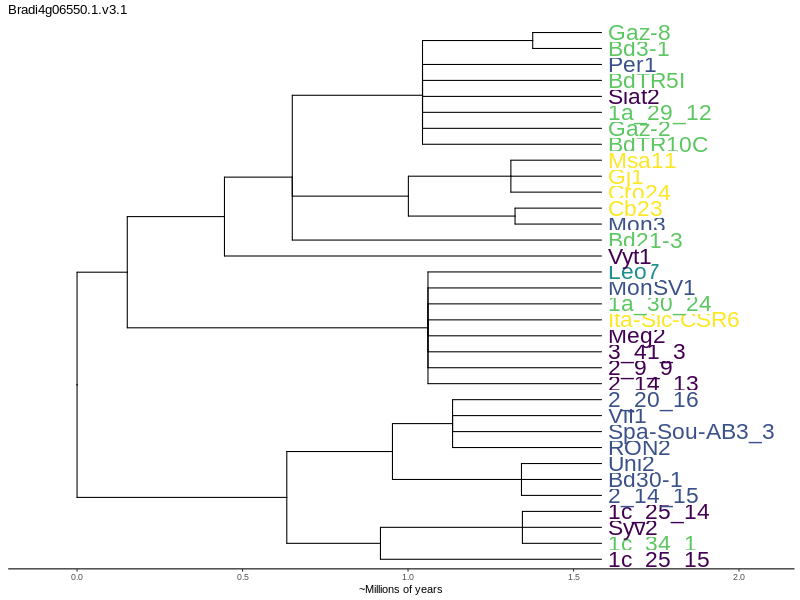 Bradi4g06550.1.v3.1
Gaz-8
Bd3-1
Per1
BdTR5I
Siat2
1a_29_12
Gaz-2
BdTR10C
Msa11
Gj1
Cro24
Cb23
Mon3
Bd21-3
Vyt1
Leo7
MonSV1
1a_30_24
Ita-Sic-CSR6
Meg2
3_41_3
2_9_9
2_14_13
2_20_16
Vil1
Spa-Sou-AB3_3
RON2
Uni2
Bd30-1
2_14_15
1c_25_14
Syv2
1c_34_1
1c_25_15
0.0 0.5 1.0 1.5 2.0
~Millions of years